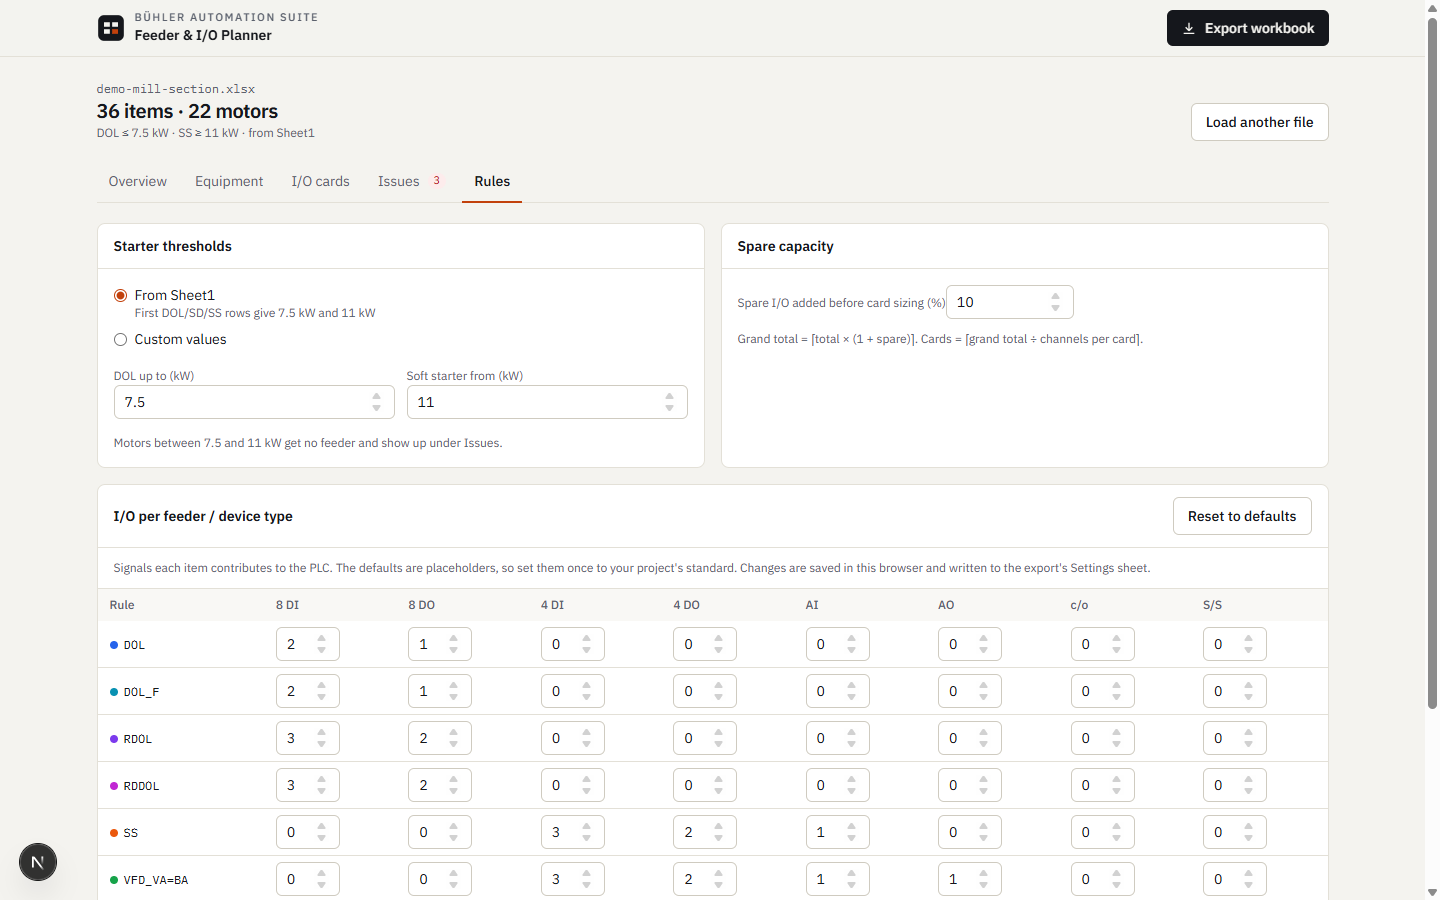 BÜHLER AUTOMATION SUITE
Feeder & I/O Planner
Export workbook
demo-mill-section.xlsx
36 items · 22 motors
DOL ≤ 7.5 kW · SS ≥ 11 kW · from Sheet1
Load another file
Overview Equipment I/O cards Issues 3 Rules
Starter thresholds
From Sheet1
First DOL/SD/SS rows give 7.5 kW and 11 kW
Custom values
DOL up to (kW) Soft starter from (kW)
7.5 11
Motors between 7.5 and 11 kW get no feeder and show up under Issues.
Spare capacity
Spare I/O added before card sizing (%) 10
Grand total = ⌈total × (1 + spare)⌉. Cards = ⌈grand total ÷ channels per card⌉.
I/O per feeder / device type
Reset to defaults
Signals each item contributes to the PLC. The defaults are placeholders, so set them once to your project's standard. Changes are saved in this browser and written to the export's Settings sheet.
Rule 8 DI 8 DO 4 DI 4 DO AI AO c/o S/S
DOL 2 1 0 0 0 0 0 0
DOL_F 2 1 0 0 0 0 0 0
RDOL 3 2 0 0 0 0 0 0
RDDOL 3 2 0 0 0 0 0 0
SS 0 0 3 2 1 0 0 0
VFD_VA=BA 0 0 3 2 1 1 0 0
N